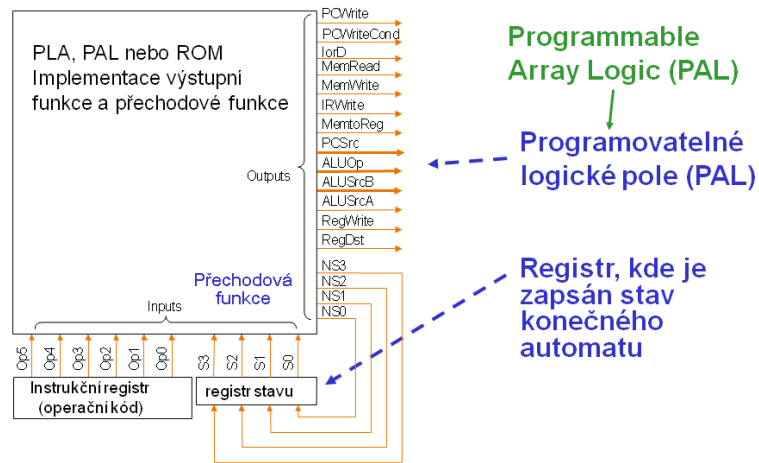 PLA, PAL nebo ROM
Implementace výstupní
funkce a přechodové funkce
Outputs
PCWrite
PCWriteCond
IorD
MemRead
MemWrite
IRWrite
MemtoReg
PCSrc
ALUOp
ALUSrcB
ALUSrcA
RegWrite
RegDst
NS3
NS2
NS1
NS0
Přechodová
funkce
Inputs
Op5
Op4
Op3
Op2
Op1
Op0
S3
S2
S1
S0
Instrukční registr
(operační kód)
registr stavu
Programmable
Array Logic (PAL)
Programovatelné
logické pole (PAL)
Registr, kde je
zapsán stav
konečného
automatu